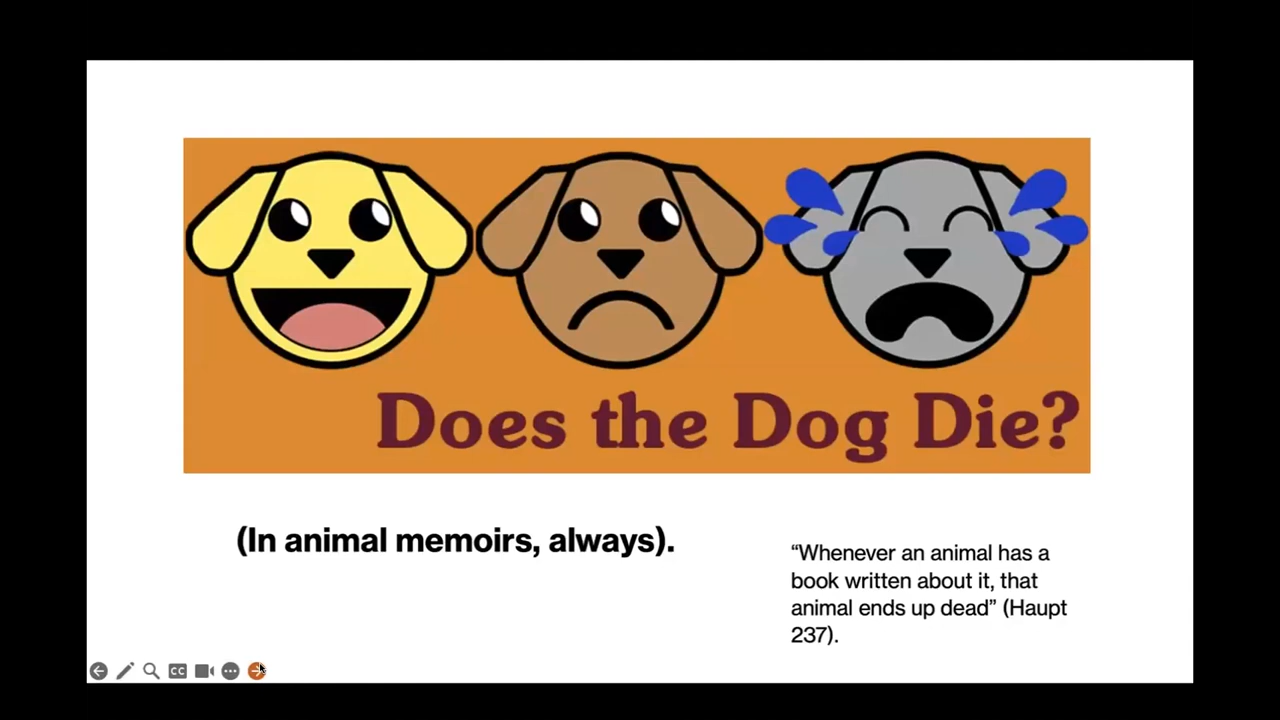 Does the Dog Die?
(In animal memoirs, always).
“Whenever an animal has a
book written about it, that
animal ends up dead” (Haupt
237).
CC